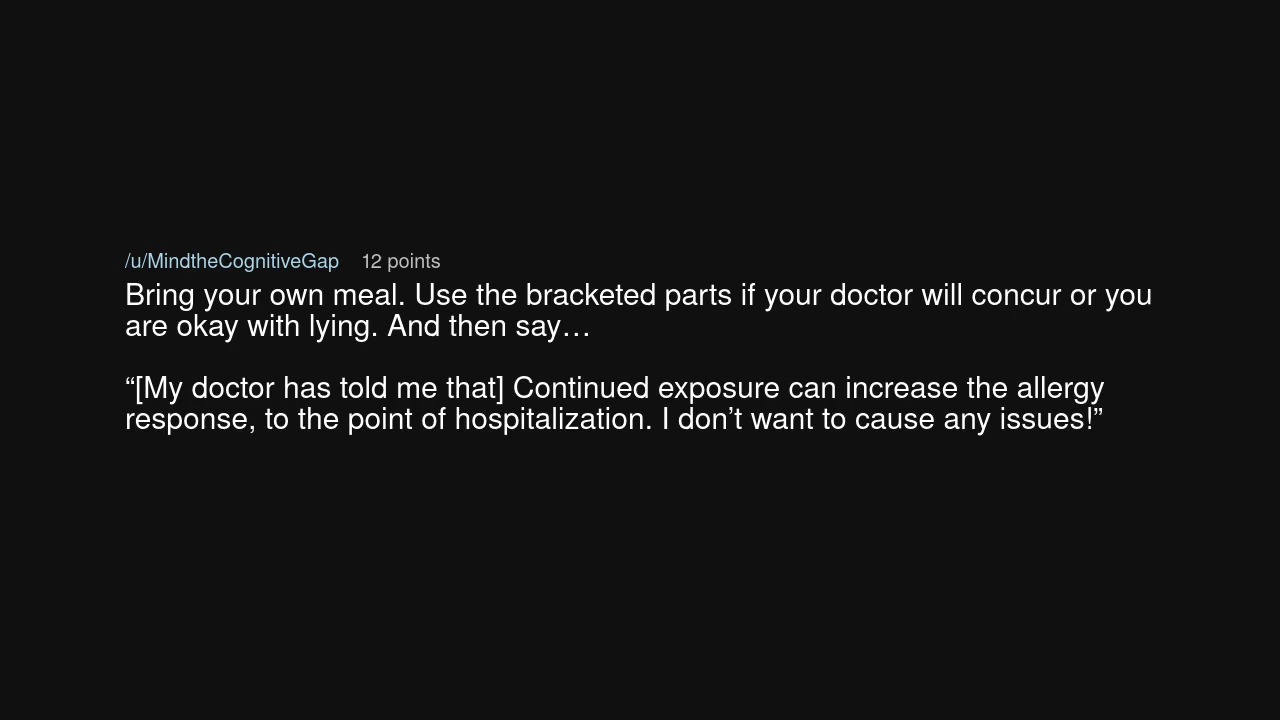 /u/MindtheCognitiveGap 12 points
Bring your own meal. Use the bracketed parts if your doctor will concur or you
are okay with lying. And then say…
“[My doctor has told me that] Continued exposure can increase the allergy
response, to the point of hospitalization. I don’t want to cause any issues!”